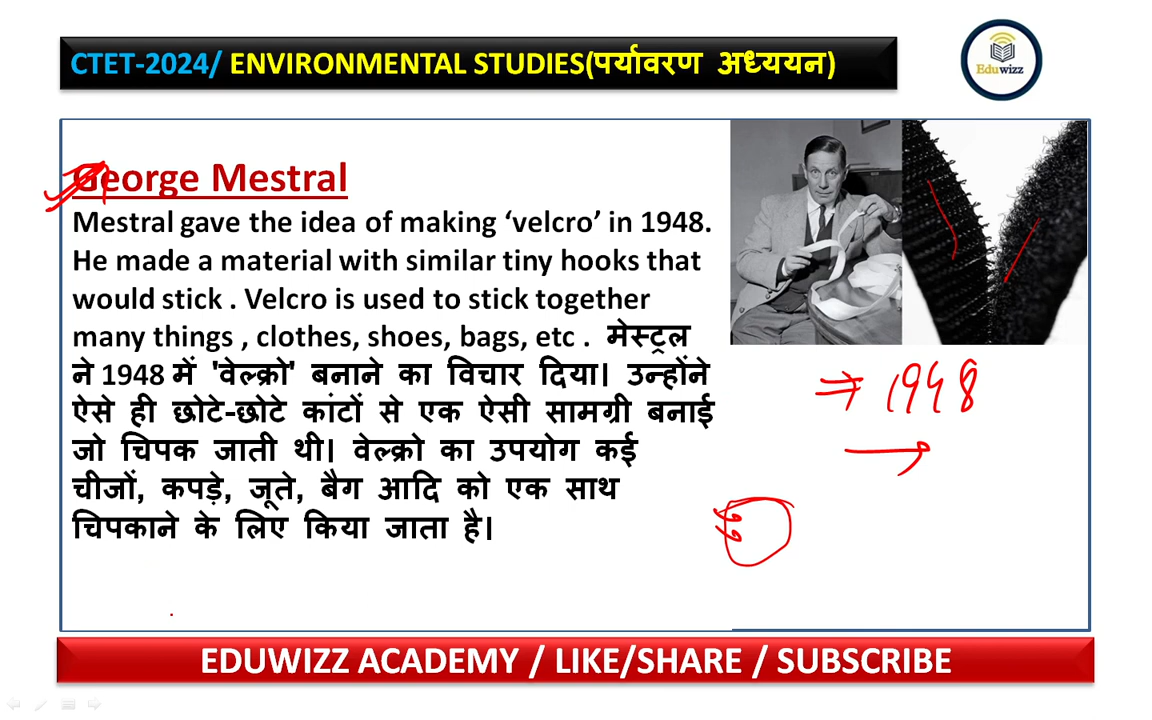 CTET-2024/ ENVIRONMENTAL STUDIES(पर्यावरण अध्ययन)
Eduwizz
George Mestral
Mestral gave the idea of making ‘velcro’ in 1948.
He made a material with similar tiny hooks that
would stick . Velcro is used to stick together
many things , clothes, shoes, bags, etc . मेस्ट्रल
ने 1948 में 'वेल्क्रो' बनाने का विचार दिया। उन्होंने
ऐसे ही छोटे-छोटे कांटों से एक ऐसी सामग्री बनाई
जो चिपक जाती थी। वेल्क्रो का उपयोग कई
चीजों, कपड़े, जूते, बैग आदि को एक साथ
चिपकाने के लिए किया जाता है।
⇒ 1948
EDUWIZZ ACADEMY / LIKE/SHARE / SUBSCRIBE